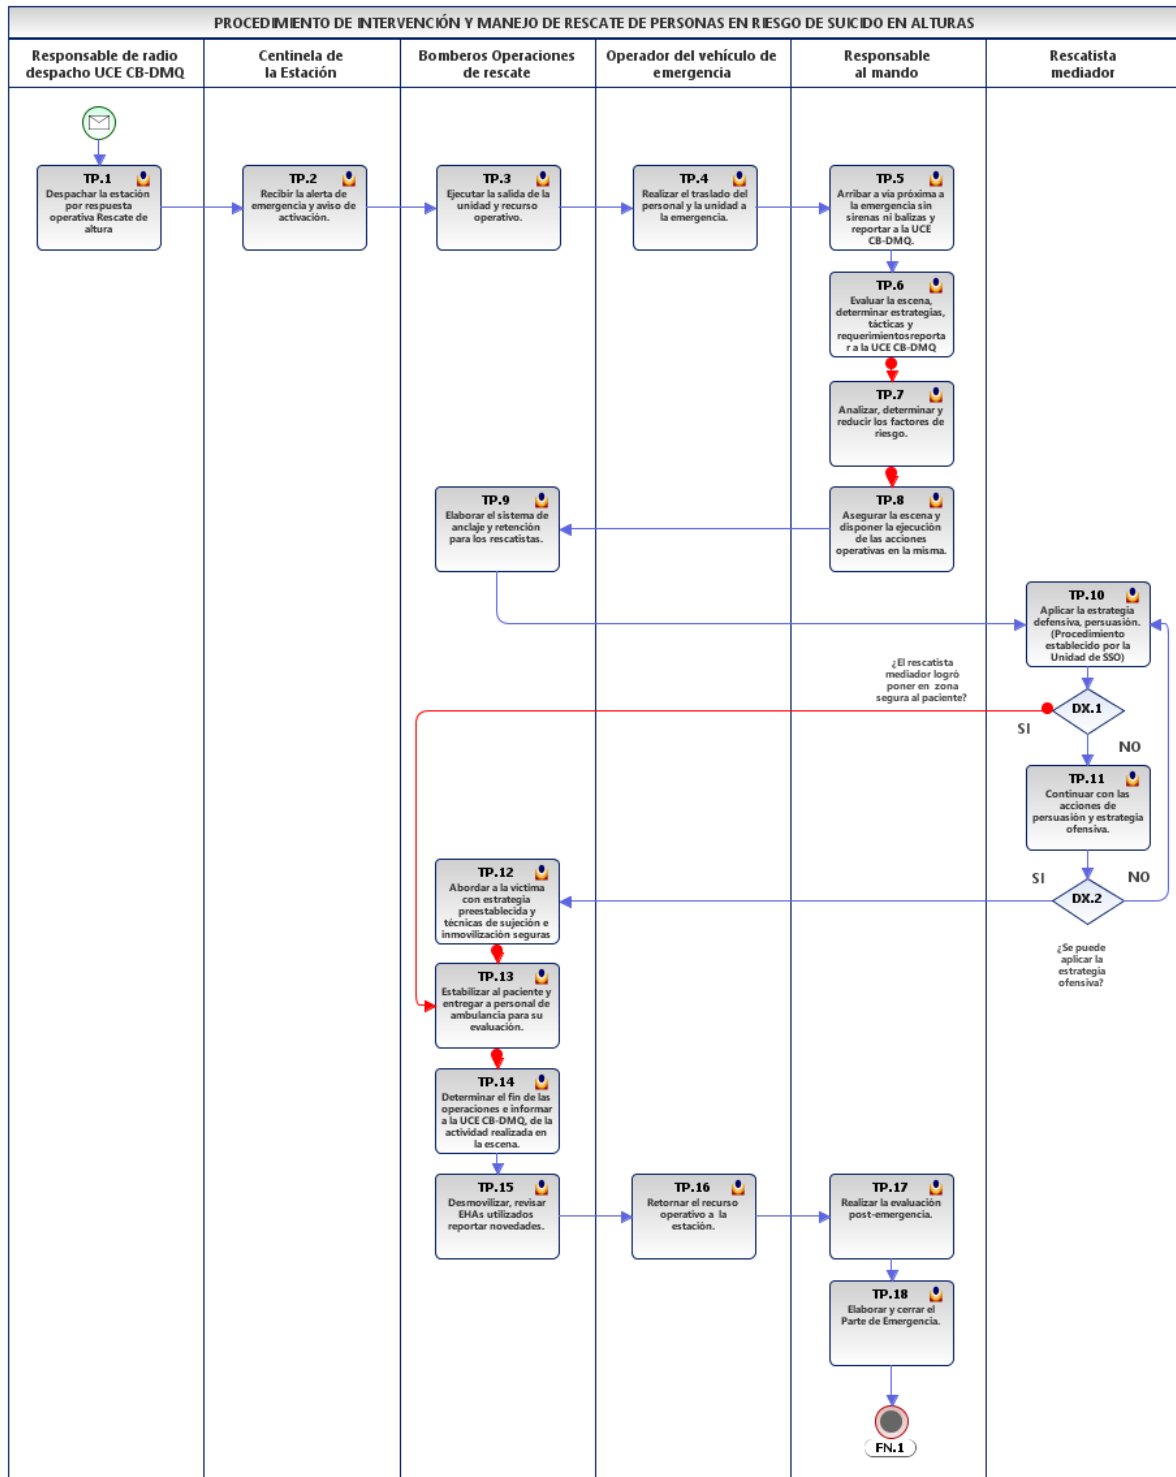 PROCEDIMIENTO DE INTERVENCIÓN Y MANEJO DE RESCATE DE PERSONAS EN RIESGO DE SUICIDO EN ALTURAS
Responsable de radio
despacho UCE CB-DMQ
Centinela de
la Estación
Bomberos Operaciones
de rescate
Operador del vehículo de
emergencia
Responsable
al mando
Rescatista
mediador
TP.1
Despachar la estación
por respuesta
operativa Rescate de
altura
TP.2
Recibir la alerta de
emergencia y aviso de
activación.
TP.3
Ejecutar la salida de la
unidad y recurso
operativo.
TP.4
Realizar el traslado del
personal y la unidad a
la emergencia.
TP.5
Arribar a vía próxima a
la emergencia sin
sirenas ni balizas y
reportar a la UCE
CB-DMQ.
TP.6
Evaluar la escena,
determinar estrategias,
tácticas y
requerimientosreporta
r a la UCE CB-DMQ
TP.7
Analizar, determinar y
reducir los factores de
riesgo.
TP.8
Asegurar la escena y
disponer la ejecución
de las acciones
operativas en la misma.
TP.9
Elaborar el sistema de
anclaje y retención
para los rescatistas.
TP.10
Aplicar la estrategia
defensiva, persuasión.
(Procedimiento
establecido por la
Unidad de SSO)
¿El rescatista
mediador logró
poner en zona
segura al paciente?
DX.1
SI
NO
TP.11
Continuar con las
acciones de
persuasión y estrategia
ofensiva.
SI
NO
DX.2
¿Se puede
aplicar la
estrategia
ofensiva?
TP.12
Abordar a la víctima
con estrategia
preestablecida y
técnicas de sujeción e
inmovilización seguras
TP.13
Estabilizar al paciente y
entregar a personal de
ambulancia para su
evaluación.
TP.14
Determinar el fin de las
operaciones e informar
a la UCE CB-DMQ, de la
actividad realizada en
la escena.
TP.15
Desmovilizar, revisar
EHAs utilizados
reportar novedades.
TP.16
Retornar el recurso
operativo a la
estación.
TP.17
Realizar la evaluación
post-emergencia.
TP.18
Elaborar y cerrar el
Parte de Emergencia.
FN.1